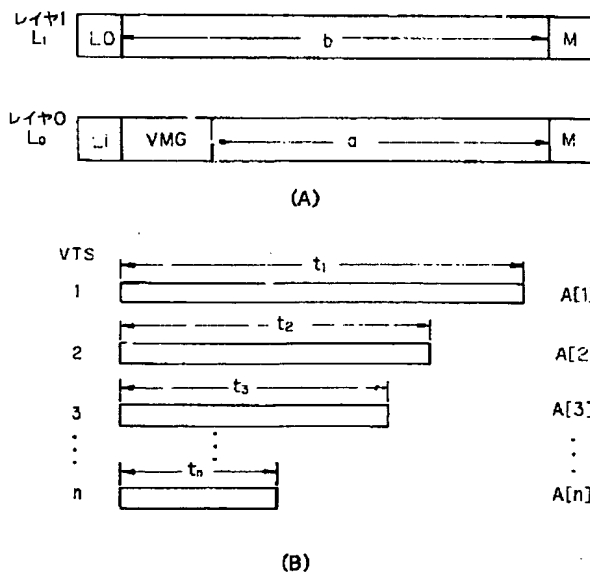 レイヤ1
L1 LO b M
レイヤ0
L0 Li VMG a M
(A)
VTS
t1
1 A[1]
t2
2 A[2]
t3
3 A[3]
tn
n A[n]
(B)